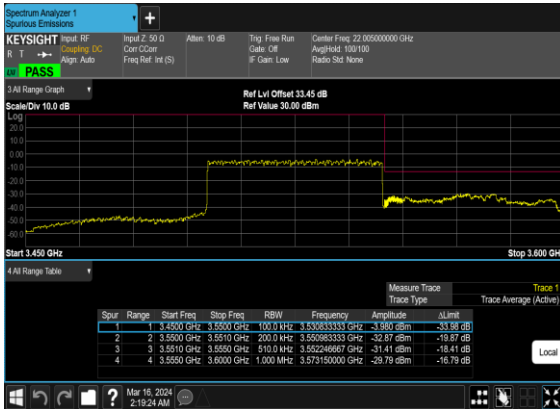 Spectrum Analyzer 1
Spurious Emissions
+
KEYSIGHT Input: RF Input Z: 50 Ω Atten: 10 dB Trig: Free Run Center Freq: 22.005000000 GHz
R T Coupling: DC Corr CCorr Gate: Off Avg|Hold: 100/100
Align: Auto Freq Ref: Int (S) IF Gain: Low Radio Std: None
PASS
3 All Range Graph
Ref Lvl Offset 33.45 dB
Scale/Div 10.0 dB Ref Value 30.00 dBm
Log
20.0
10.0
0.00
-10.0
-20.0
-30.0
-40.0
-50.0
-60.0
Start 3.450 GHz Stop 3.600 GH
4 All Range Table
Measure Trace Trace 1
Trace Type Trace Average (Active)
Spur Range Start Freq Stop Freq RBW Frequency Amplitude ΔLimit
1 1 3.4500 GHz 3.5500 GHz 100.0 kHz 3.530833333 GHz -3.980 dBm -33.98 dB
2 2 3.5500 GHz 3.5510 GHz 200.0 kHz 3.550983333 GHz -32.87 dBm -19.87 dB
3 3 3.5510 GHz 3.5550 GHz 510.0 kHz 3.552246667 GHz -31.41 dBm -18.41 dB
4 4 3.5550 GHz 3.6000 GHz 1.000 MHz 3.573150000 GHz -29.79 dBm -16.79 dB
Local
? Mar 16, 2024
2:19:24 AM